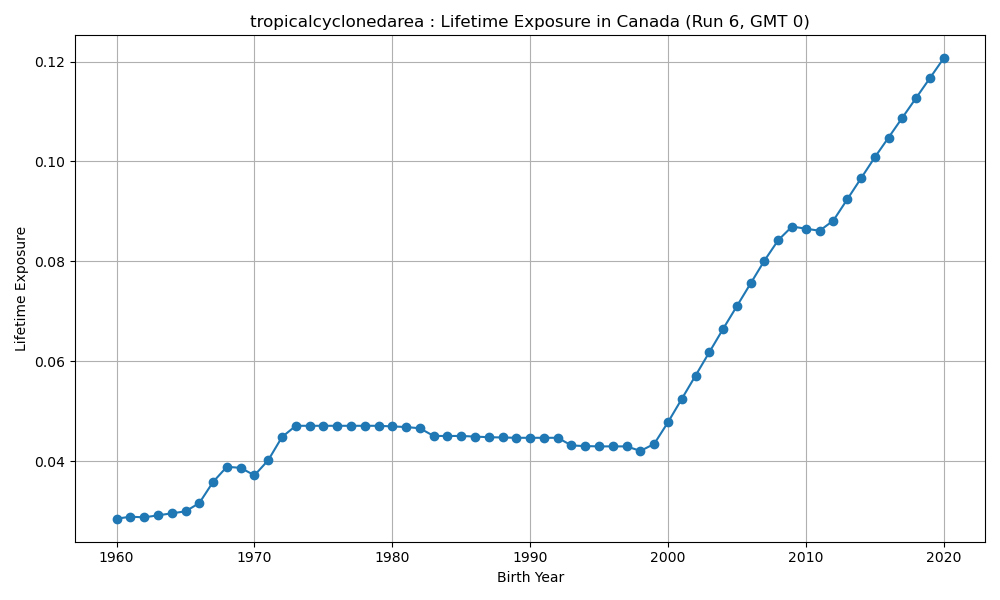 tropicalcyclonedarea : Lifetime Exposure in Canada (Run 6, GMT 0)
0.12
0.10
0.08
0.06
0.04
Lifetime Exposure
1960 1970 1980 1990 2000 2010 2020
Birth Year